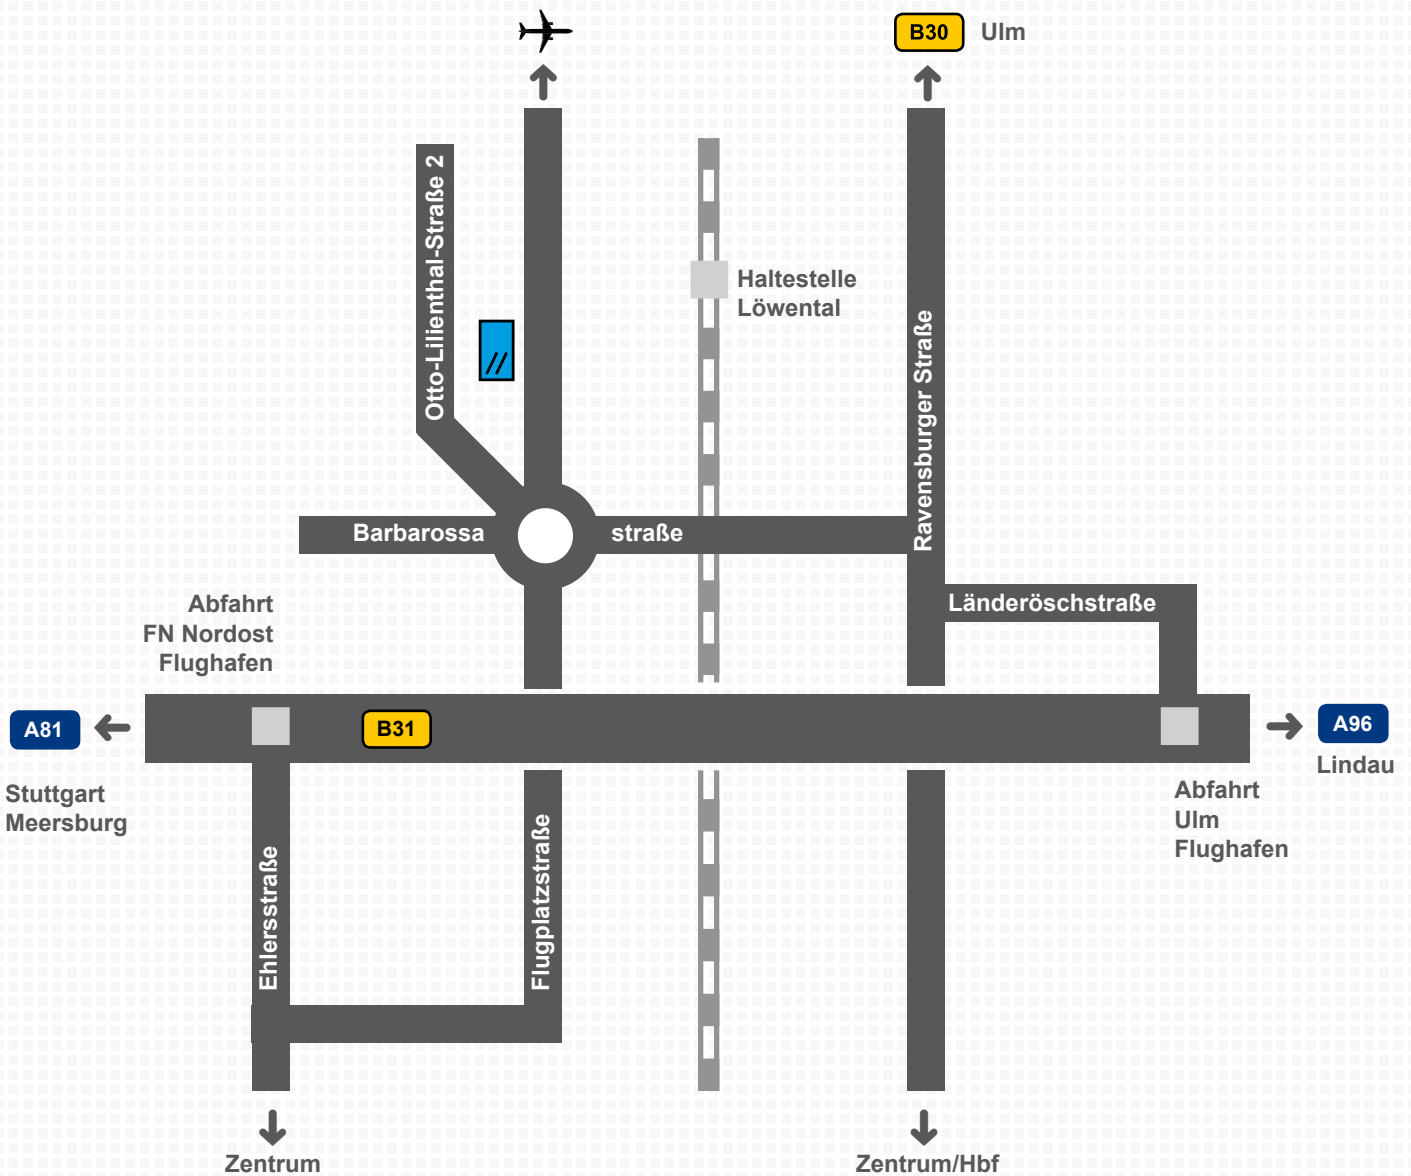 B30 Ulm
Otto-Lilienthal-Straße 2
Haltestelle
Löwental
Ravensburger Straße
Barbarossa straße
Abfahrt
FN Nordost
Flughafen
Länderöschstraße
A81
B31
A96
Lindau
Stuttgart
Meersburg
Abfahrt
Ulm
Flughafen
Ehlersstraße
Flugplatzstraße
Zentrum
Zentrum/Hbf